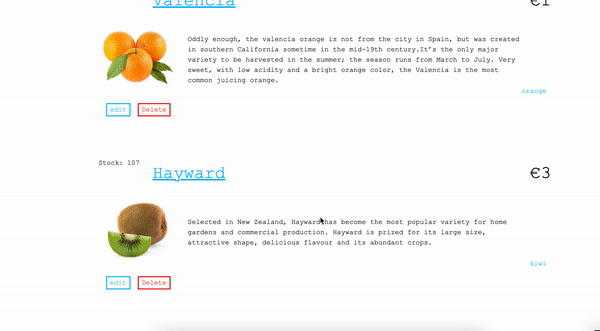 Valencia
€1
Oddly enough, the valencia orange is not from the city in Spain, but was created
in southern California sometime in the mid-19th century.It's the only major
variety to be harvested in the summer; the season runs from March to July. Very
sweet, with low acidity and a bright orange color, the Valencia is the most
common juicing orange.
orange
edit
Delete
Stock: 107
Hayward
€3
Selected in New Zealand, Hayward has become the most popular variety for home
gardens and commercial production. Hayward is prized for its large size,
attractive shape, delicious flavour and its abundant crops.
kiwi
edit
Delete